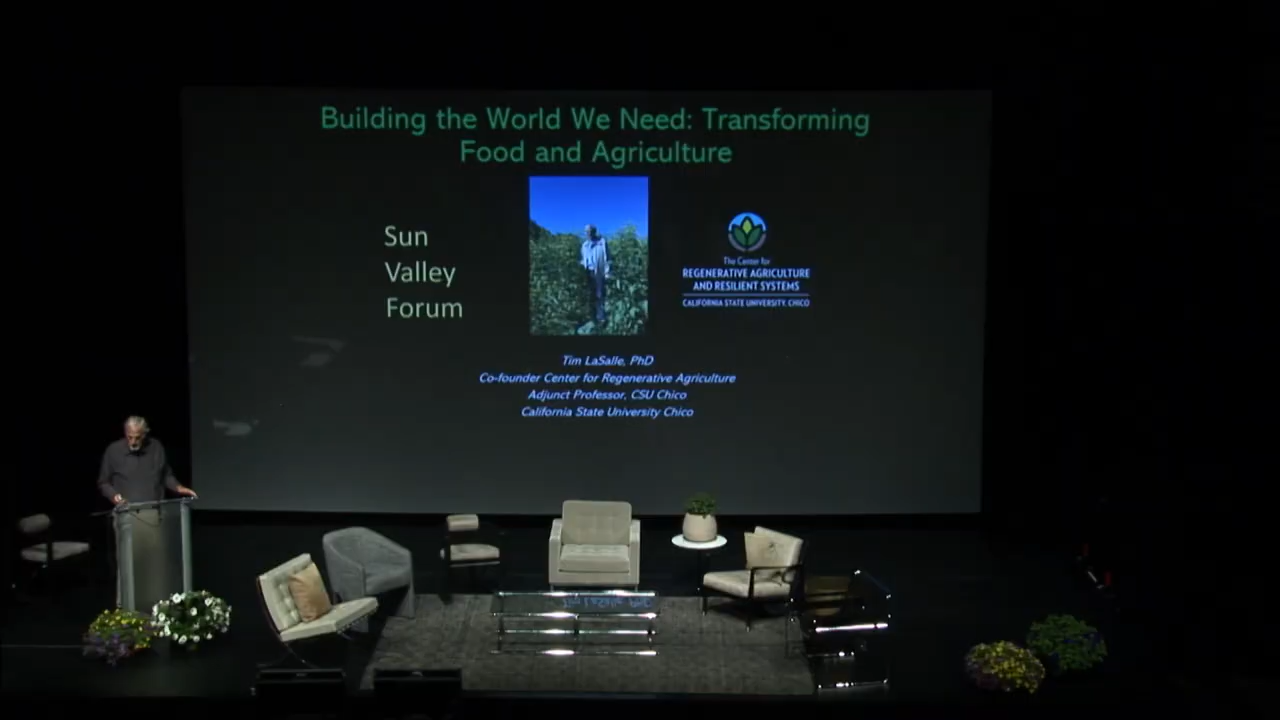 Building the World We Need: Transforming
Food and Agriculture
Sun
Valley
Forum
The Center for
REGENERATIVE AGRICULTURE
AND RESILIENT SYSTEMS
CALIFORNIA STATE UNIVERSITY, CHICO
Tim LaSalle, PhD
Co-founder Center for Regenerative Agriculture
Adjunct Professor, CSU Chico
California State University Chico